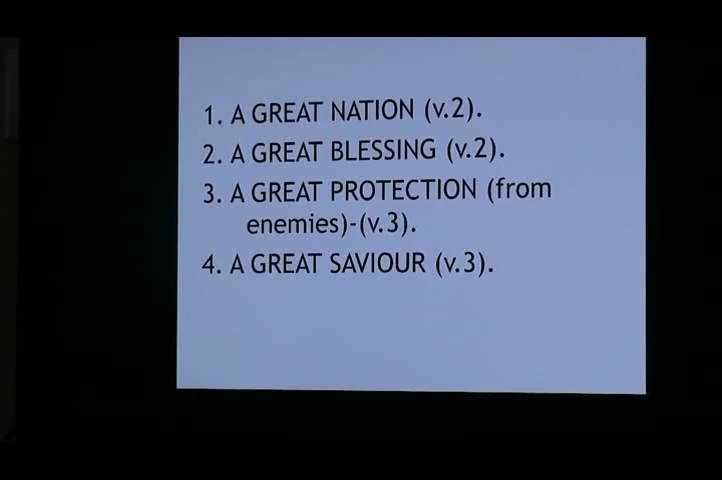 1. A GREAT NATION (v.2).
2. A GREAT BLESSING (v.2).
3. A GREAT PROTECTION (from
enemies)-(v.3).
4. A GREAT SAVIOUR (v.3).